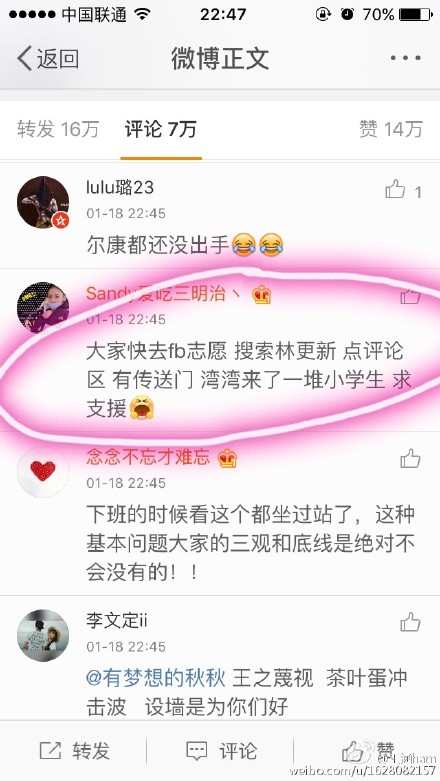 中国联通 22:47 70%
返回 微博正文
转发 16万 评论 7万 赞 14万
lulu璐23 1
01-18 22:45
尔康都还没出手😂😂
Sandy爱吃三明治丶
01-18 22:45
大家快去fb志愿 搜索林更新 点评论
区 有传送门 湾湾来了一堆小学生 求
支援😭
念念不忘才难忘
01-18 22:45
下班的时候看这个都坐过站了，这种
基本问题大家的三观和底线是绝对不
会没有的！！
李文定ii
01-18 22:45
@有梦想的秋秋 王之蔑视 茶叶蛋冲
击波 设墙是为你们好
转发 评论 赞
weibo.com/u/1628082157